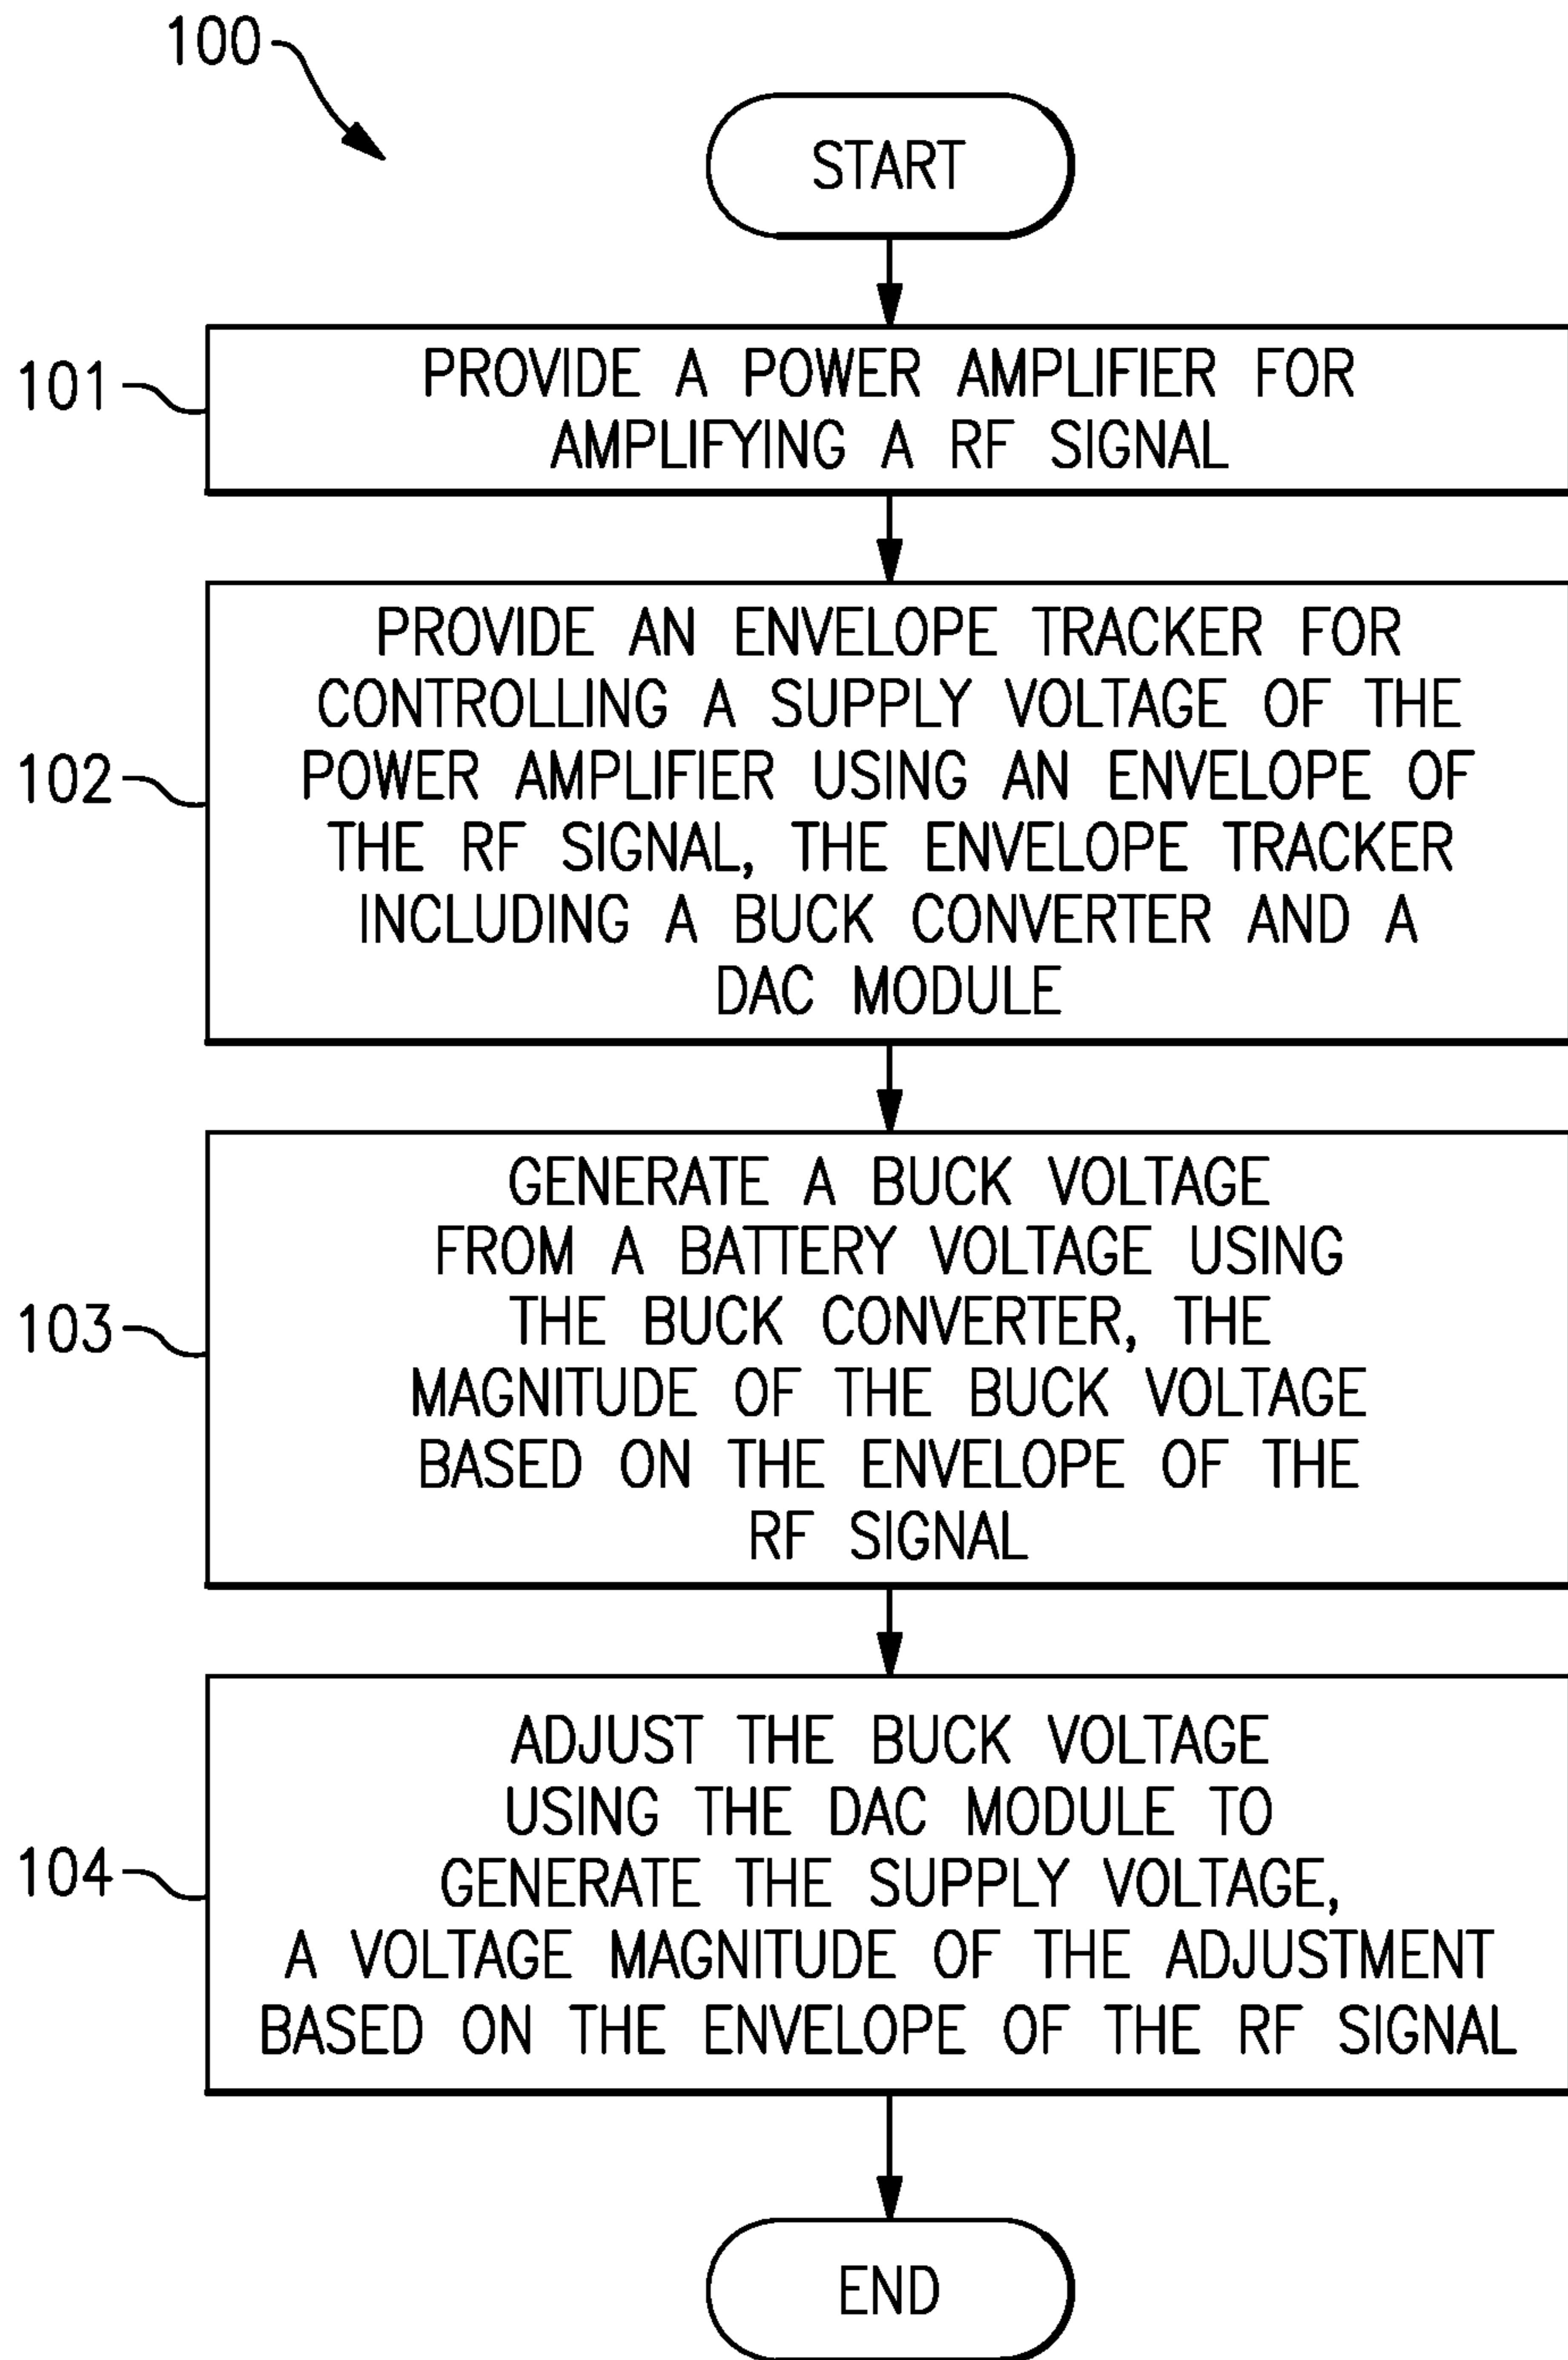 100
START
101
PROVIDE A POWER AMPLIFIER FOR
AMPLIFYING A RF SIGNAL
102
PROVIDE AN ENVELOPE TRACKER FOR
CONTROLLING A SUPPLY VOLTAGE OF THE
POWER AMPLIFIER USING AN ENVELOPE OF
THE RF SIGNAL, THE ENVELOPE TRACKER
INCLUDING A BUCK CONVERTER AND A
DAC MODULE
103
GENERATE A BUCK VOLTAGE
FROM A BATTERY VOLTAGE USING
THE BUCK CONVERTER, THE
MAGNITUDE OF THE BUCK VOLTAGE
BASED ON THE ENVELOPE OF THE
RF SIGNAL
104
ADJUST THE BUCK VOLTAGE
USING THE DAC MODULE TO
GENERATE THE SUPPLY VOLTAGE,
A VOLTAGE MAGNITUDE OF THE ADJUSTMENT
BASED ON THE ENVELOPE OF THE RF SIGNAL
END